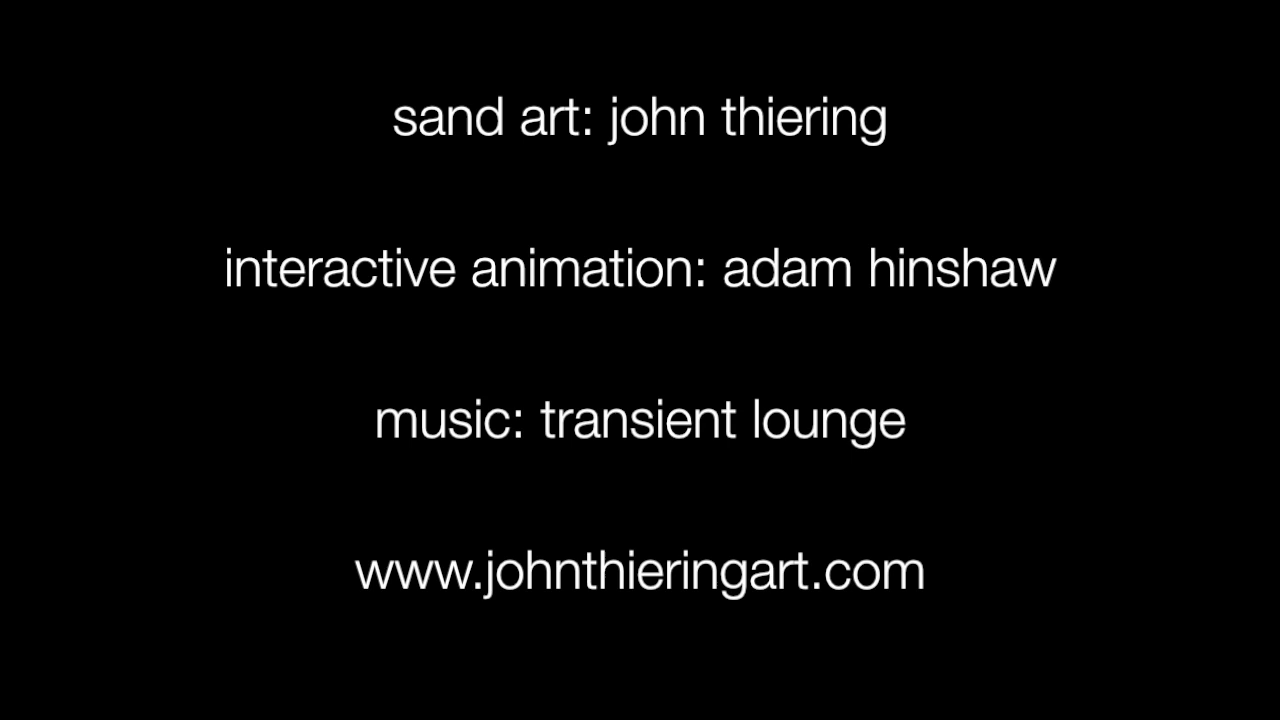 sand art: john thiering
interactive animation: adam hinshaw
music: transient lounge
www.johnthieringart.com